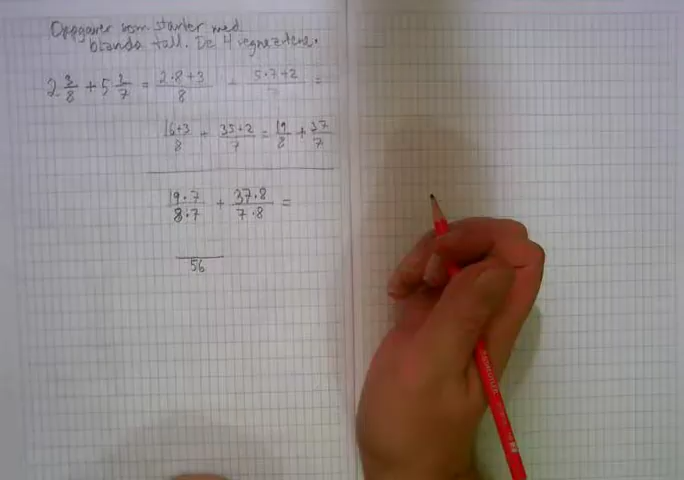 Oppgaver som starter med
blanda tall. De 4 regneartene.
2 3/8 + 5 2/7 = (2·8+3)/8 + (5·7+2)/7 =
(16+3)/8 + (35+2)/7 = 19/8 + 37/7
(19·7)/(8·7) + (37·8)/(7·8) =
56